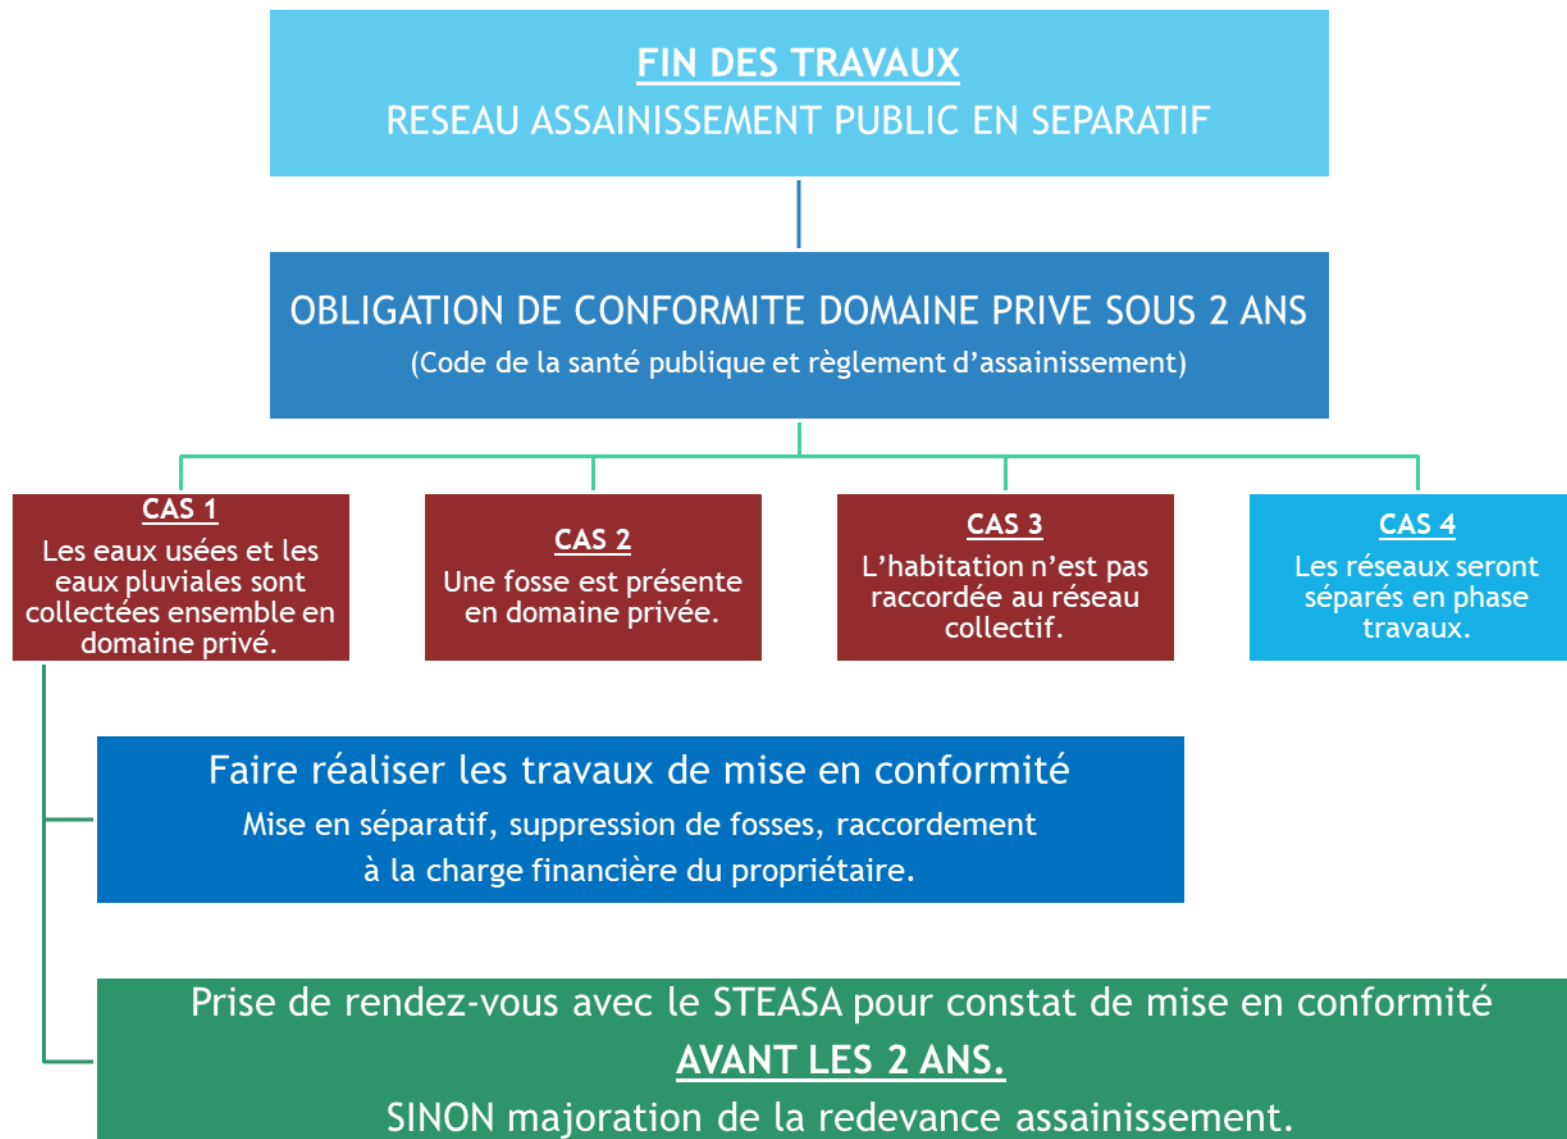 FIN DES TRAVAUX
RESEAU ASSAINISSEMENT PUBLIC EN SEPARATIF
OBLIGATION DE CONFORMITE DOMAINE PRIVE SOUS 2 ANS
(Code de la santé publique et règlement d’assainissement)
CAS 1
Les eaux usées et les
eaux pluviales sont
collectées ensemble en
domaine privé.
CAS 2
Une fosse est présente
en domaine privée.
CAS 3
L’habitation n’est pas
raccordée au réseau
collectif.
CAS 4
Les réseaux seront
séparés en phase
travaux.
Faire réaliser les travaux de mise en conformité
Mise en séparatif, suppression de fosses, raccordement
à la charge financière du propriétaire.
Prise de rendez-vous avec le STEASA pour constat de mise en conformité
AVANT LES 2 ANS.
SINON majoration de la redevance assainissement.